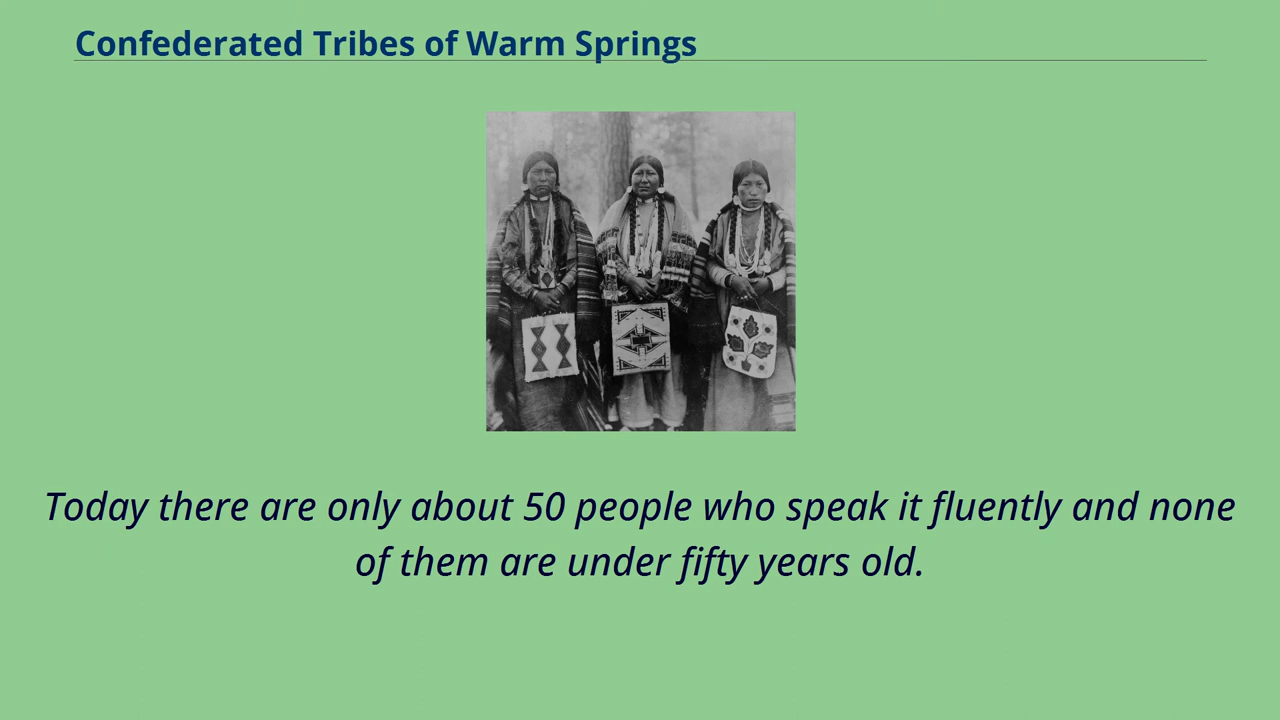 Confederated Tribes of Warm Springs
Today there are only about 50 people who speak it fluently and none
of them are under fifty years old.